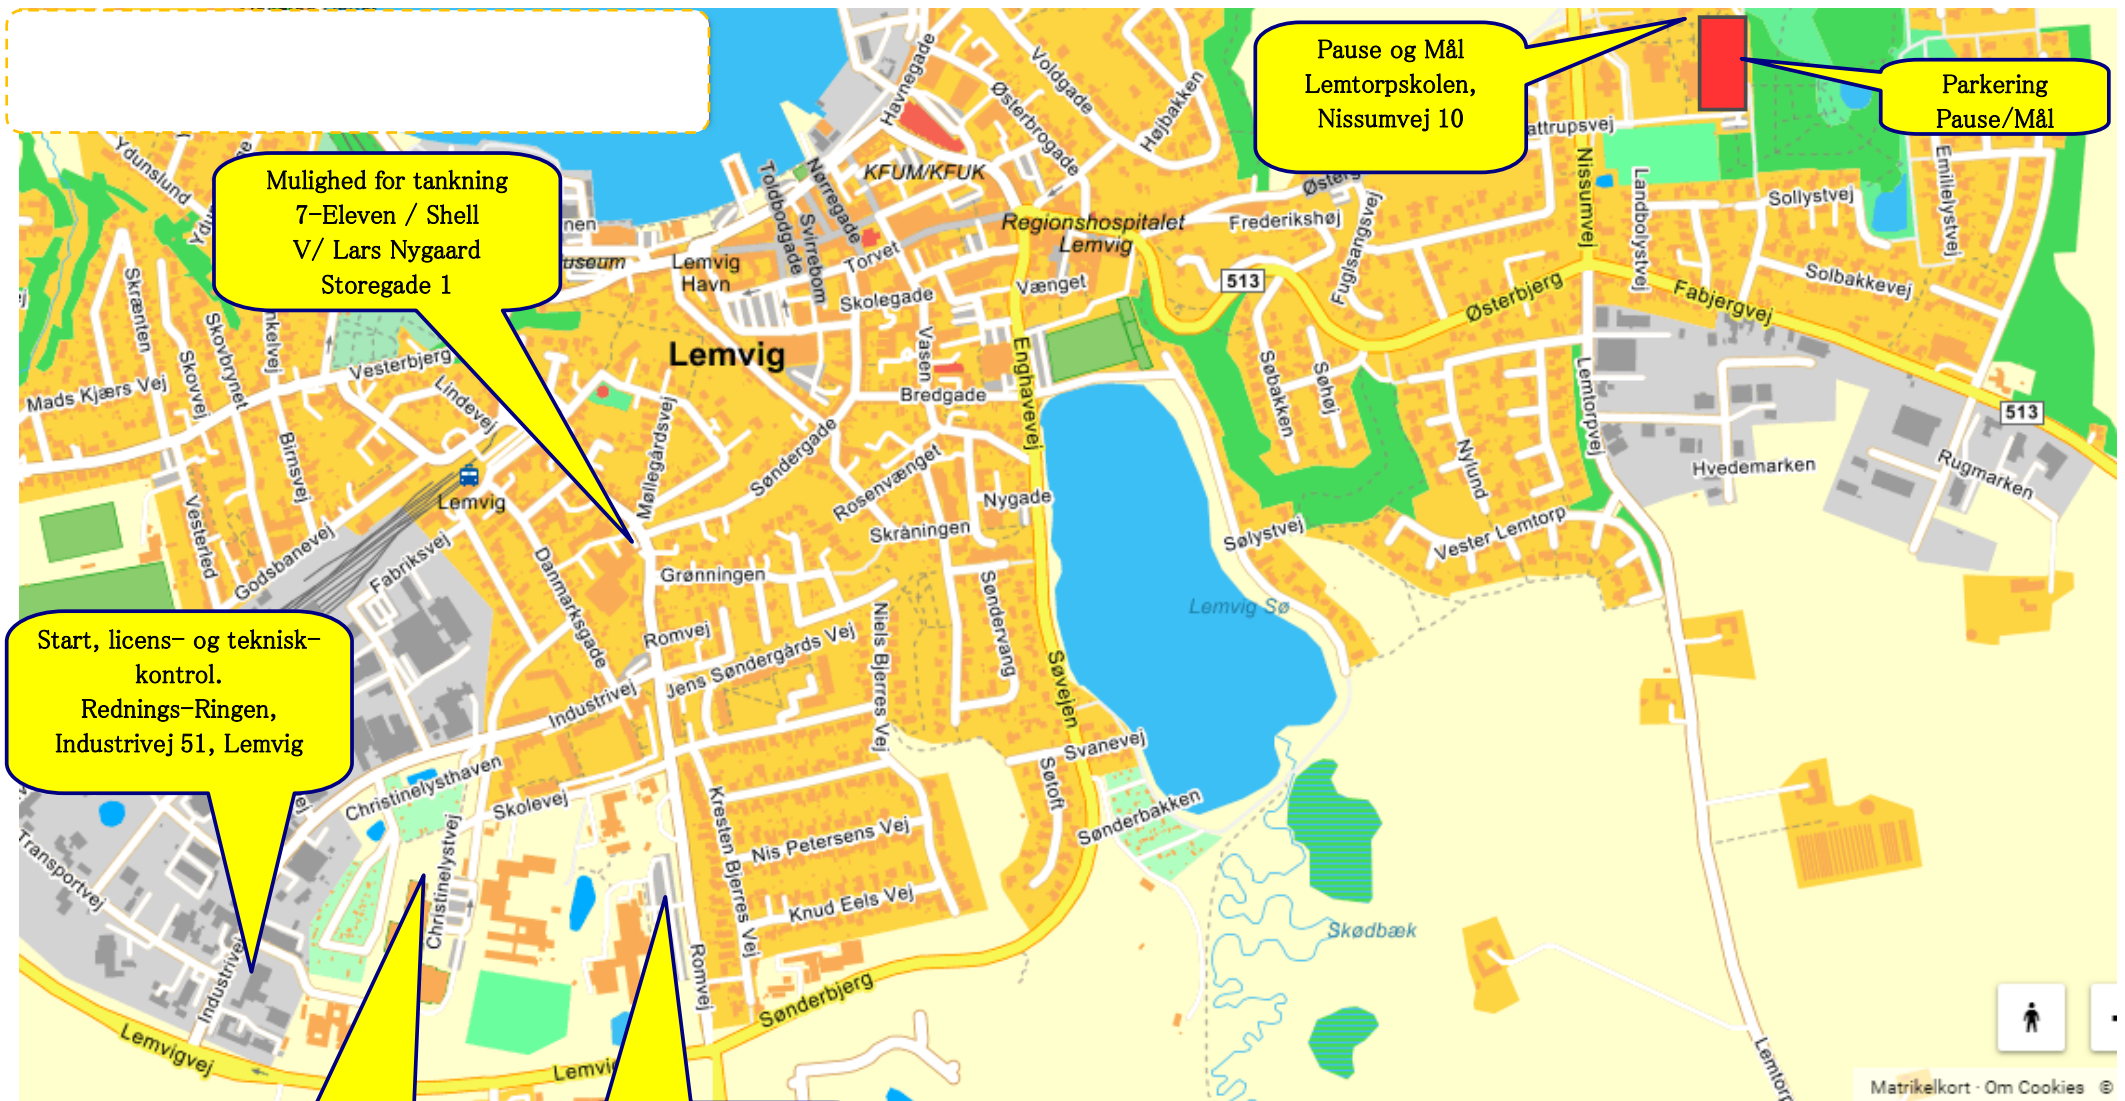 Pause og Mål
Lemtorpskolen,
Nissumvej 10
Parkering
Pause/Mål
Mulighed for tankning
7-Eleven / Shell
V/ Lars Nygaard
Storegade 1
Start, licens- og teknisk-
kontrol.
Rednings-Ringen,
Industrivej 51, Lemvig
Ydunslund
Havnegade
Voldgade
Østerbrogade
Højbakken
KFUM/KFUK
Toldbodgade
Nørregade
Svirrebom
Torvet
Regionshospitalet
Lemvig
Frederikshøj
Fuglsangsvej
Nissumvej
Landbolystvej
Sollystvej
Emilielystvej
Solbakkevej
Lemvig
Havn
Skolegade
Vænget
513
Østerbjerg
Fabjergvej
Skrænten
Skovvej
Skovbrynet
Vesterbjerg
Lemvig
Vasen
Enghavevej
Bredgade
Søbakken
Søhøj
Lemtorpvej
513
Mads Kjærs Vej
Lindevej
Birnsvej
Møllegårdsvej
Søndergade
Rosenvænget
Nygade
Skråningen
Nylund
Hvedemarken
Rugmarken
Lemvig
Vesterled
Godsbanevej
Fabriksvej
Danmarksgade
Grønningen
Sølystvej
Vester Lemtorp
Lemvig Sø
Romvej
Jens Søndergårds Vej
Niels Bjerres Vej
Søndervang
Søvejen
Industrivej
Svanevej
Søtoft
Sønderbakken
Christinelysthaven
Skolevej
Christinelystvej
Kresten Bjerres Vej
Nis Petersens Vej
Knud Eels Vej
Transportvej
Industrivej
Romvej
Sønderbjerg
Skødbæk
Lemvigvej
Matrikelkort · Om Cookies ©